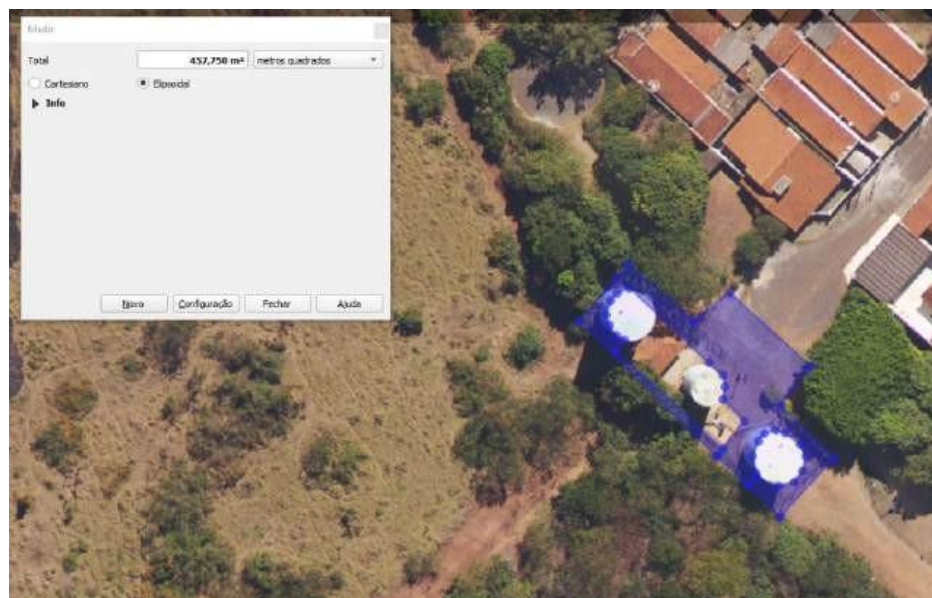 Medir
Total 457,750 m² metros quadrados
Cartesiano Elipsoidal
Info
Novo Configuração Fechar Ajuda